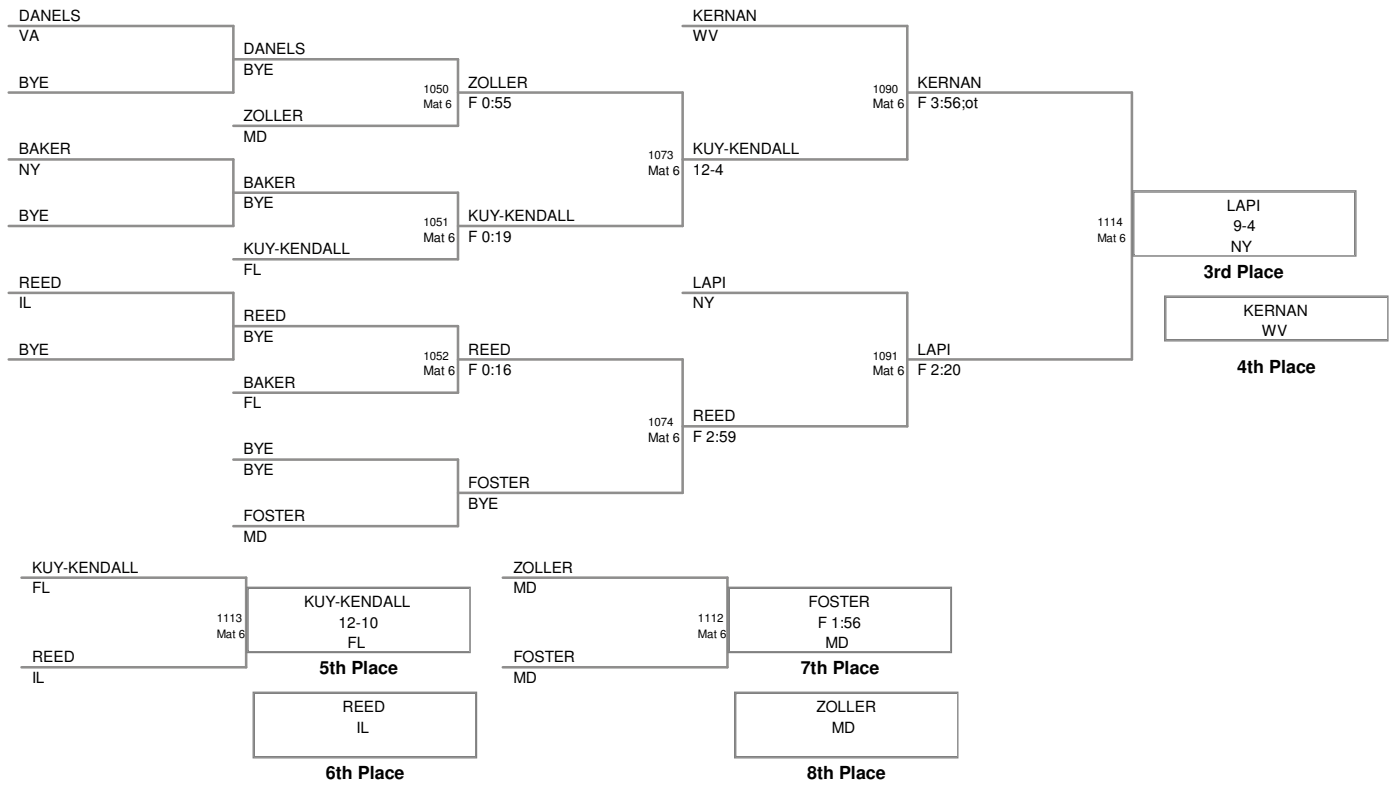 DANELS
VA
BYE
DANELS
BYE
ZOLLER
MD
1050
Mat 6
ZOLLER
F 0:55
BAKER
NY
BYE
BAKER
BYE
KUY-KENDALL
FL
1051
Mat 6
KUY-KENDALL
F 0:19
1073
Mat 6
KUY-KENDALL
12-4
KERNAN
WV
1090
Mat 6
KERNAN
F 3:56;ot
REED
IL
BYE
REED
BYE
BAKER
FL
1052
Mat 6
REED
F 0:16
BYE
BYE
FOSTER
MD
FOSTER
BYE
1074
Mat 6
REED
F 2:59
LAPI
NY
1091
Mat 6
LAPI
F 2:20
1114
Mat 6
LAPI
9-4
NY
3rd Place
KERNAN
WV
4th Place
KUY-KENDALL
FL
REED
IL
1113
Mat 6
KUY-KENDALL
12-10
FL
5th Place
REED
IL
6th Place
ZOLLER
MD
FOSTER
MD
1112
Mat 6
FOSTER
F 1:56
MD
7th Place
ZOLLER
MD
8th Place